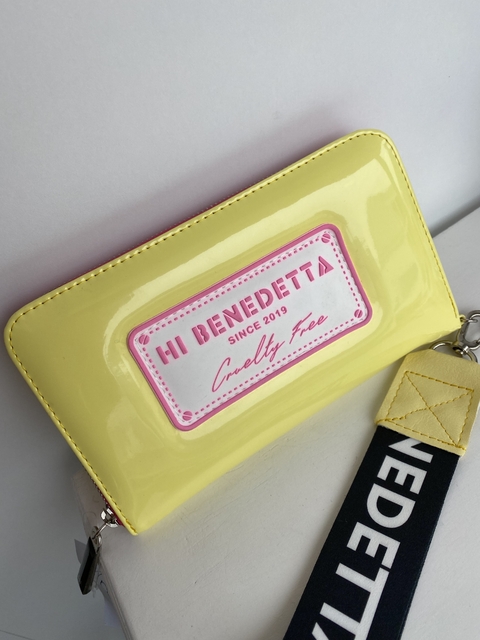 HI BENEDETTA
SINCE 2019
Cruelty Free
NEDETTA